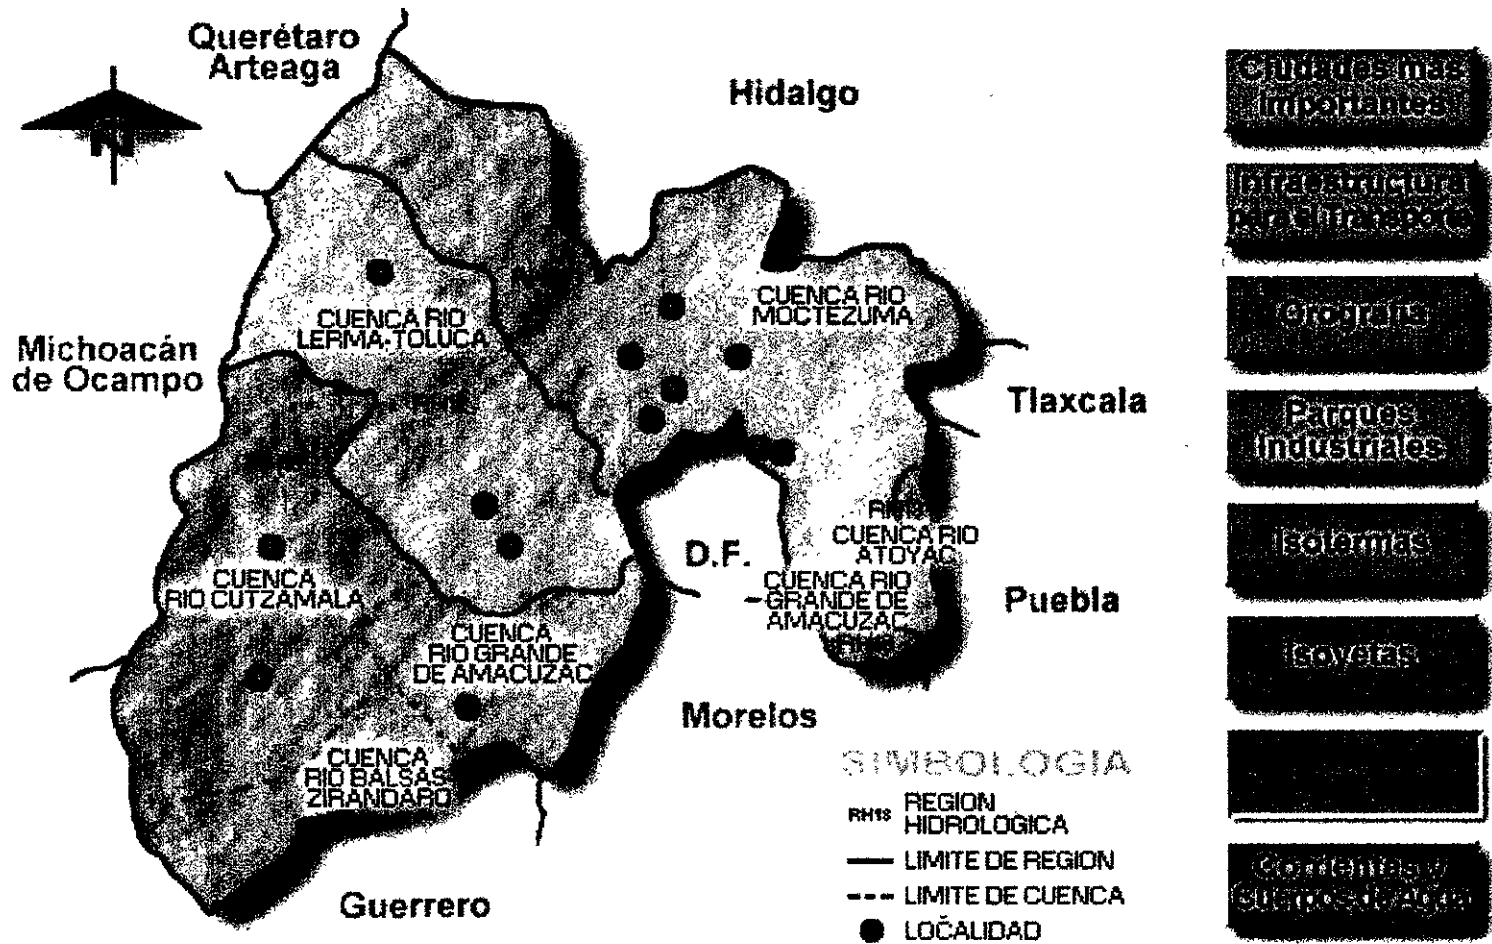 Querétaro
Arteaga
Hidalgo
N
CUENCA RIO
MOCTEZUMA
CUENCA RIO
LERMA-TOLUCA
Michoacán
de Ocampo
Tlaxcala
D.F.
CUENCA RIO
ATOYAC
CUENCA RIO
GRANDE DE
AMACUZAC
Puebla
CUENCA
RIO CUTZAMALA
CUENCA
RIO GRANDE
DE AMACUZAC
Morelos
CUENCA
RIO BALSAS
ZIRANDARO
Guerrero
SIMBOLOGIA
RH18 REGION
HIDROLOGICA
LIMITE DE REGION
LIMITE DE CUENCA
LOCALIDAD
Ciudades más
importantes
Infraestructura
para el Transporte
Orografía
Parques
Industriales
Isotermas
Isoyetas
Corrientes y
Cuerpos de Agua